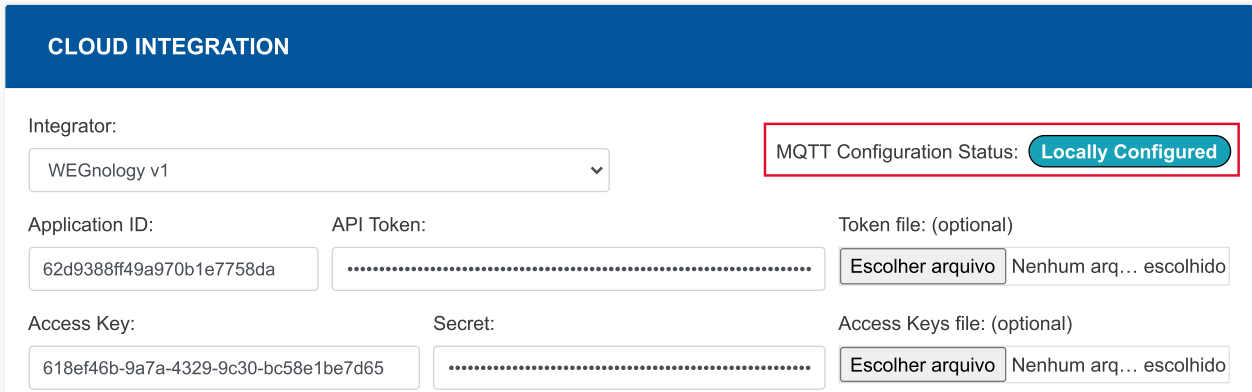 CLOUD INTEGRATION
Integrator:
MQTT Configuration Status: Locally Configured
WEGnology v1
Application ID: API Token: Token file: (optional)
62d9388ff49a970b1e7758da •••••••••••••••••••••••••••••••••••••••••••••••••••••••••••• Escolher arquivo Nenhum arq… escolhido
Access Key: Secret: Access Keys file: (optional)
618ef46b-9a7a-4329-9c30-bc58e1be7d65 •••••••••••••••••••••••••••••••••••••••••••••• Escolher arquivo Nenhum arq… escolhido